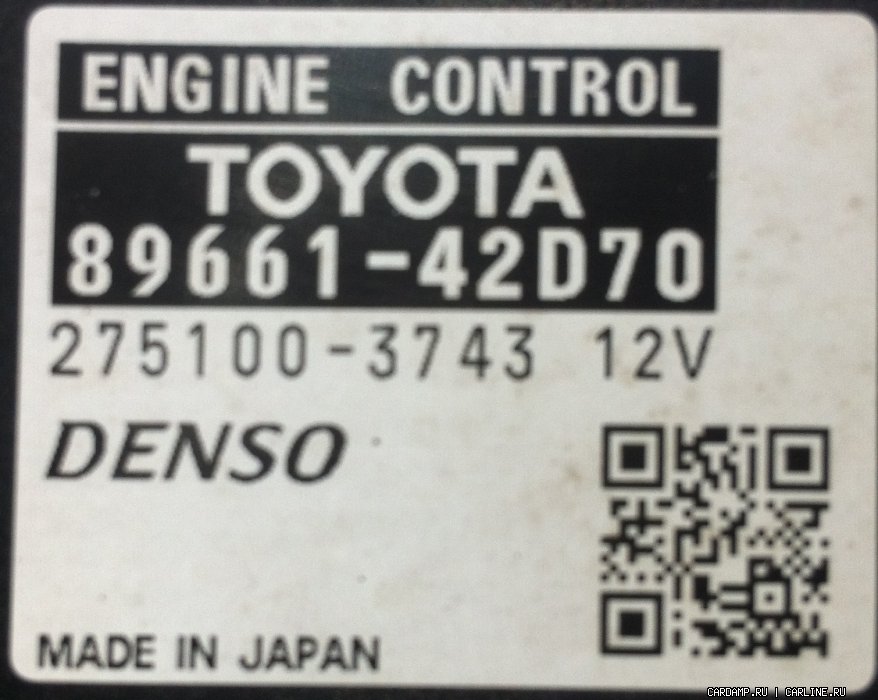 ENGINE CONTROL
TOYOTA
89661-42D70
275100-3743 12V
DENSO
MADE IN JAPAN
CARDAMP.RU | CARLINE.RU